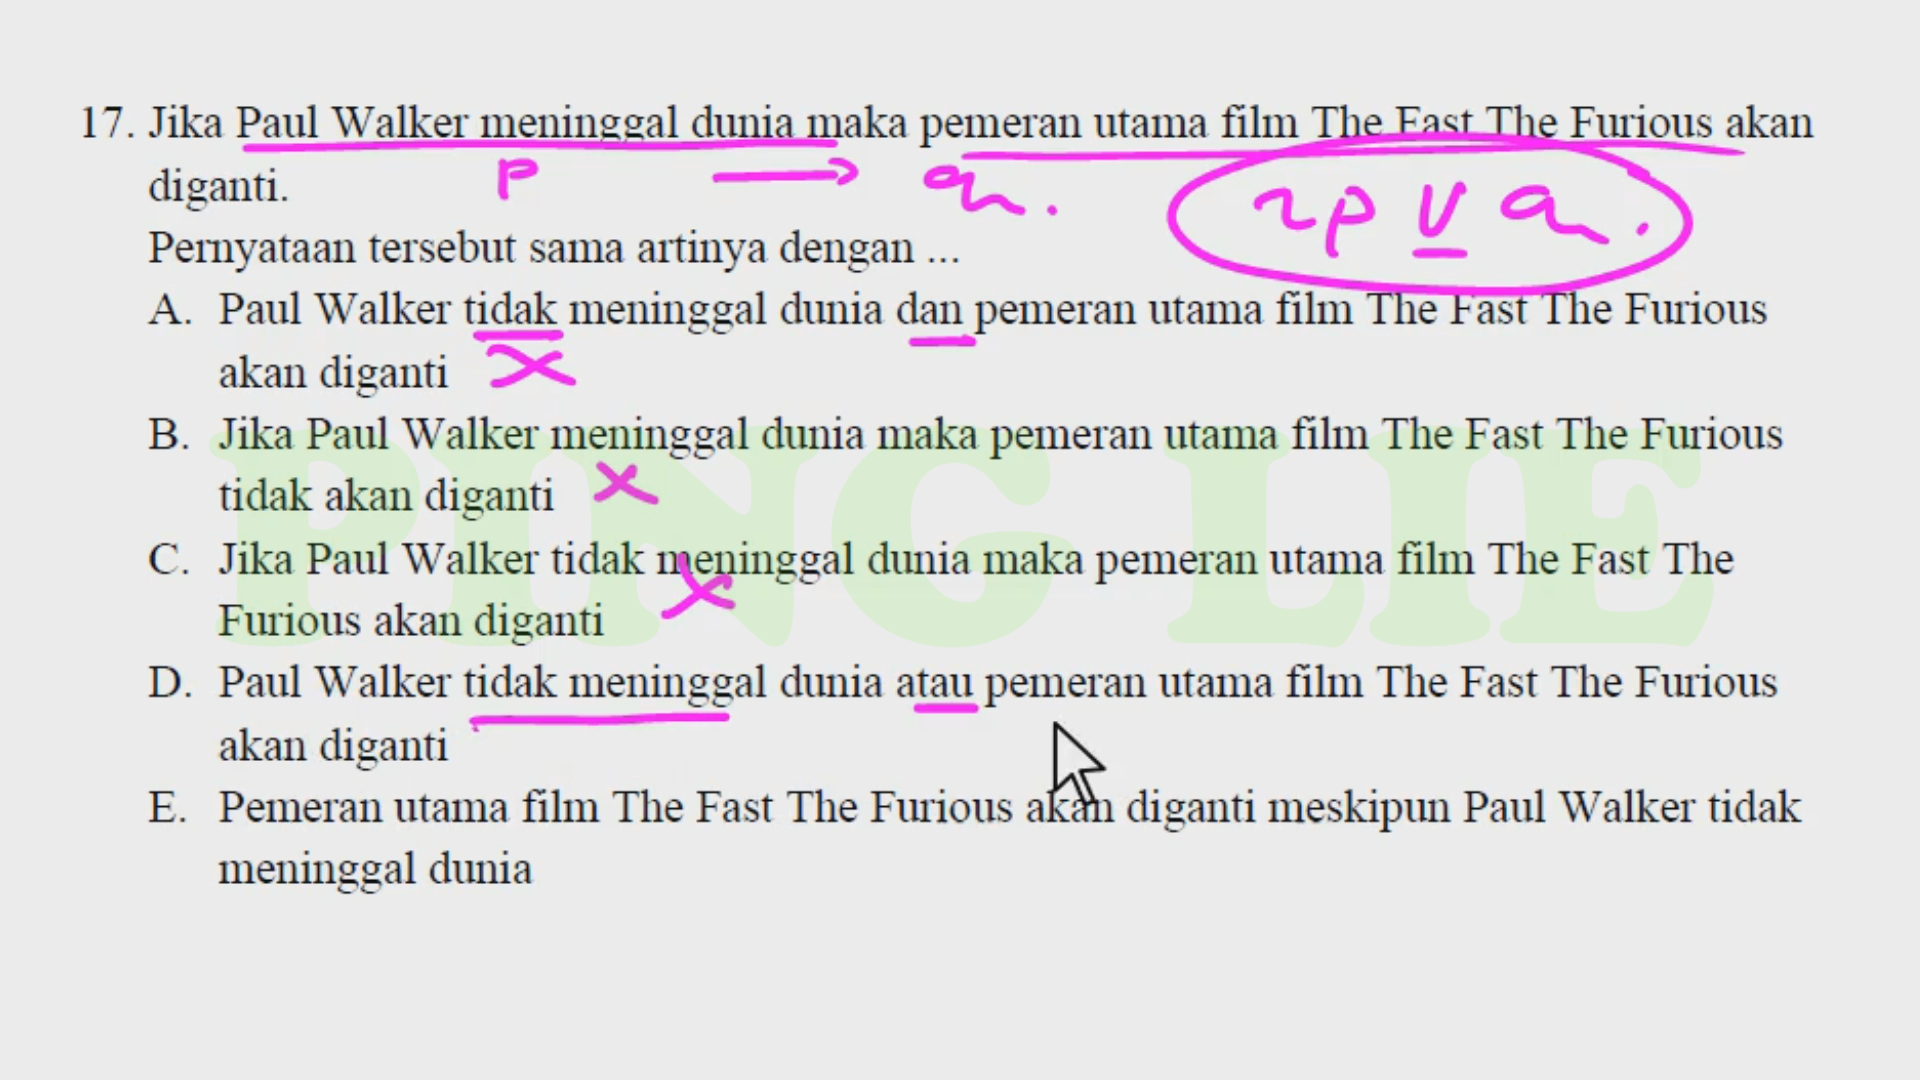 17. Jika Paul Walker meninggal dunia maka pemeran utama film The Fast The Furious akan
diganti.
p → q.
~p ∨ q.
Pernyataan tersebut sama artinya dengan ...
A. Paul Walker tidak meninggal dunia dan pemeran utama film The Fast The Furious
akan diganti
B. Jika Paul Walker meninggal dunia maka pemeran utama film The Fast The Furious
tidak akan diganti
C. Jika Paul Walker tidak meninggal dunia maka pemeran utama film The Fast The
Furious akan diganti
D. Paul Walker tidak meninggal dunia atau pemeran utama film The Fast The Furious
akan diganti
E. Pemeran utama film The Fast The Furious akan diganti meskipun Paul Walker tidak
meninggal dunia
PING LIE